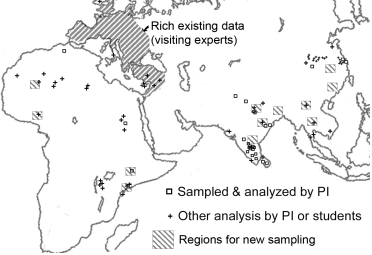 Rich existing data
(visiting experts)
Sampled & analyzed by PI
Other analysis by PI or students
Regions for new sampling